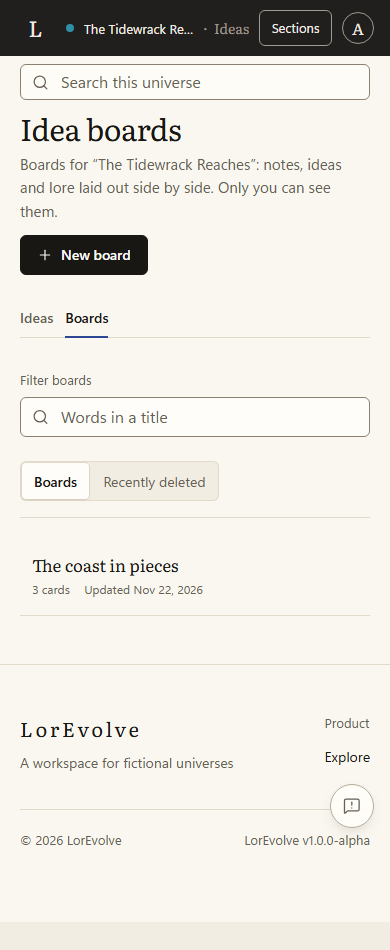 L
The Tidewrack Re... · Ideas
Sections
A
Search this universe
Idea boards
Boards for “The Tidewrack Reaches”: notes, ideas
and lore laid out side by side. Only you can see
them.
New board
Ideas
Boards
Filter boards
Words in a title
Boards
Recently deleted
The coast in pieces
3 cards
Updated Nov 22, 2026
LorEvolve
A workspace for fictional universes
Product
Explore
© 2026 LorEvolve
LorEvolve v1.0.0-alpha